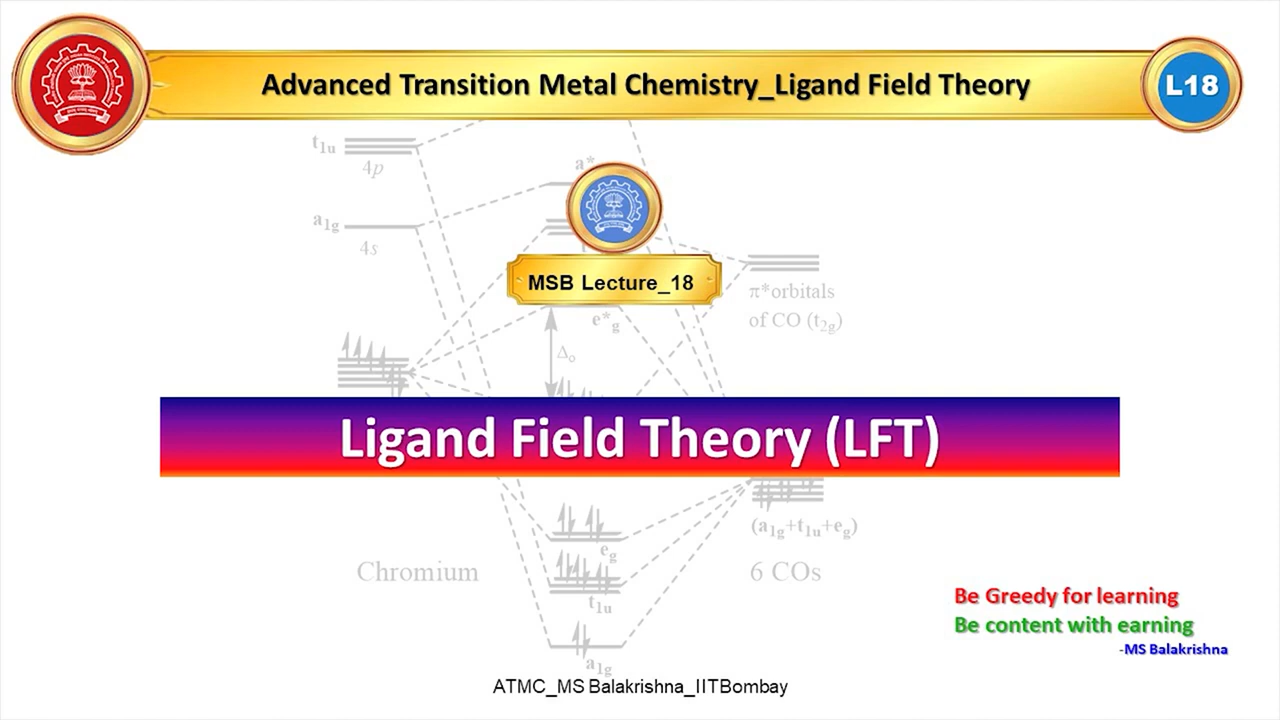 Advanced Transition Metal Chemistry_Ligand Field Theory
L18
t1u
4p
a*
a1g
4s
MSB Lecture_18
π*orbitals
of CO (t2g)
e*g
Δo
Ligand Field Theory (LFT)
(a1g+t1u+eg)
eg
Chromium
6 COs
t1u
a1g
Be Greedy for learning
Be content with earning
-MS Balakrishna
ATMC_MS Balakrishna_IITBombay